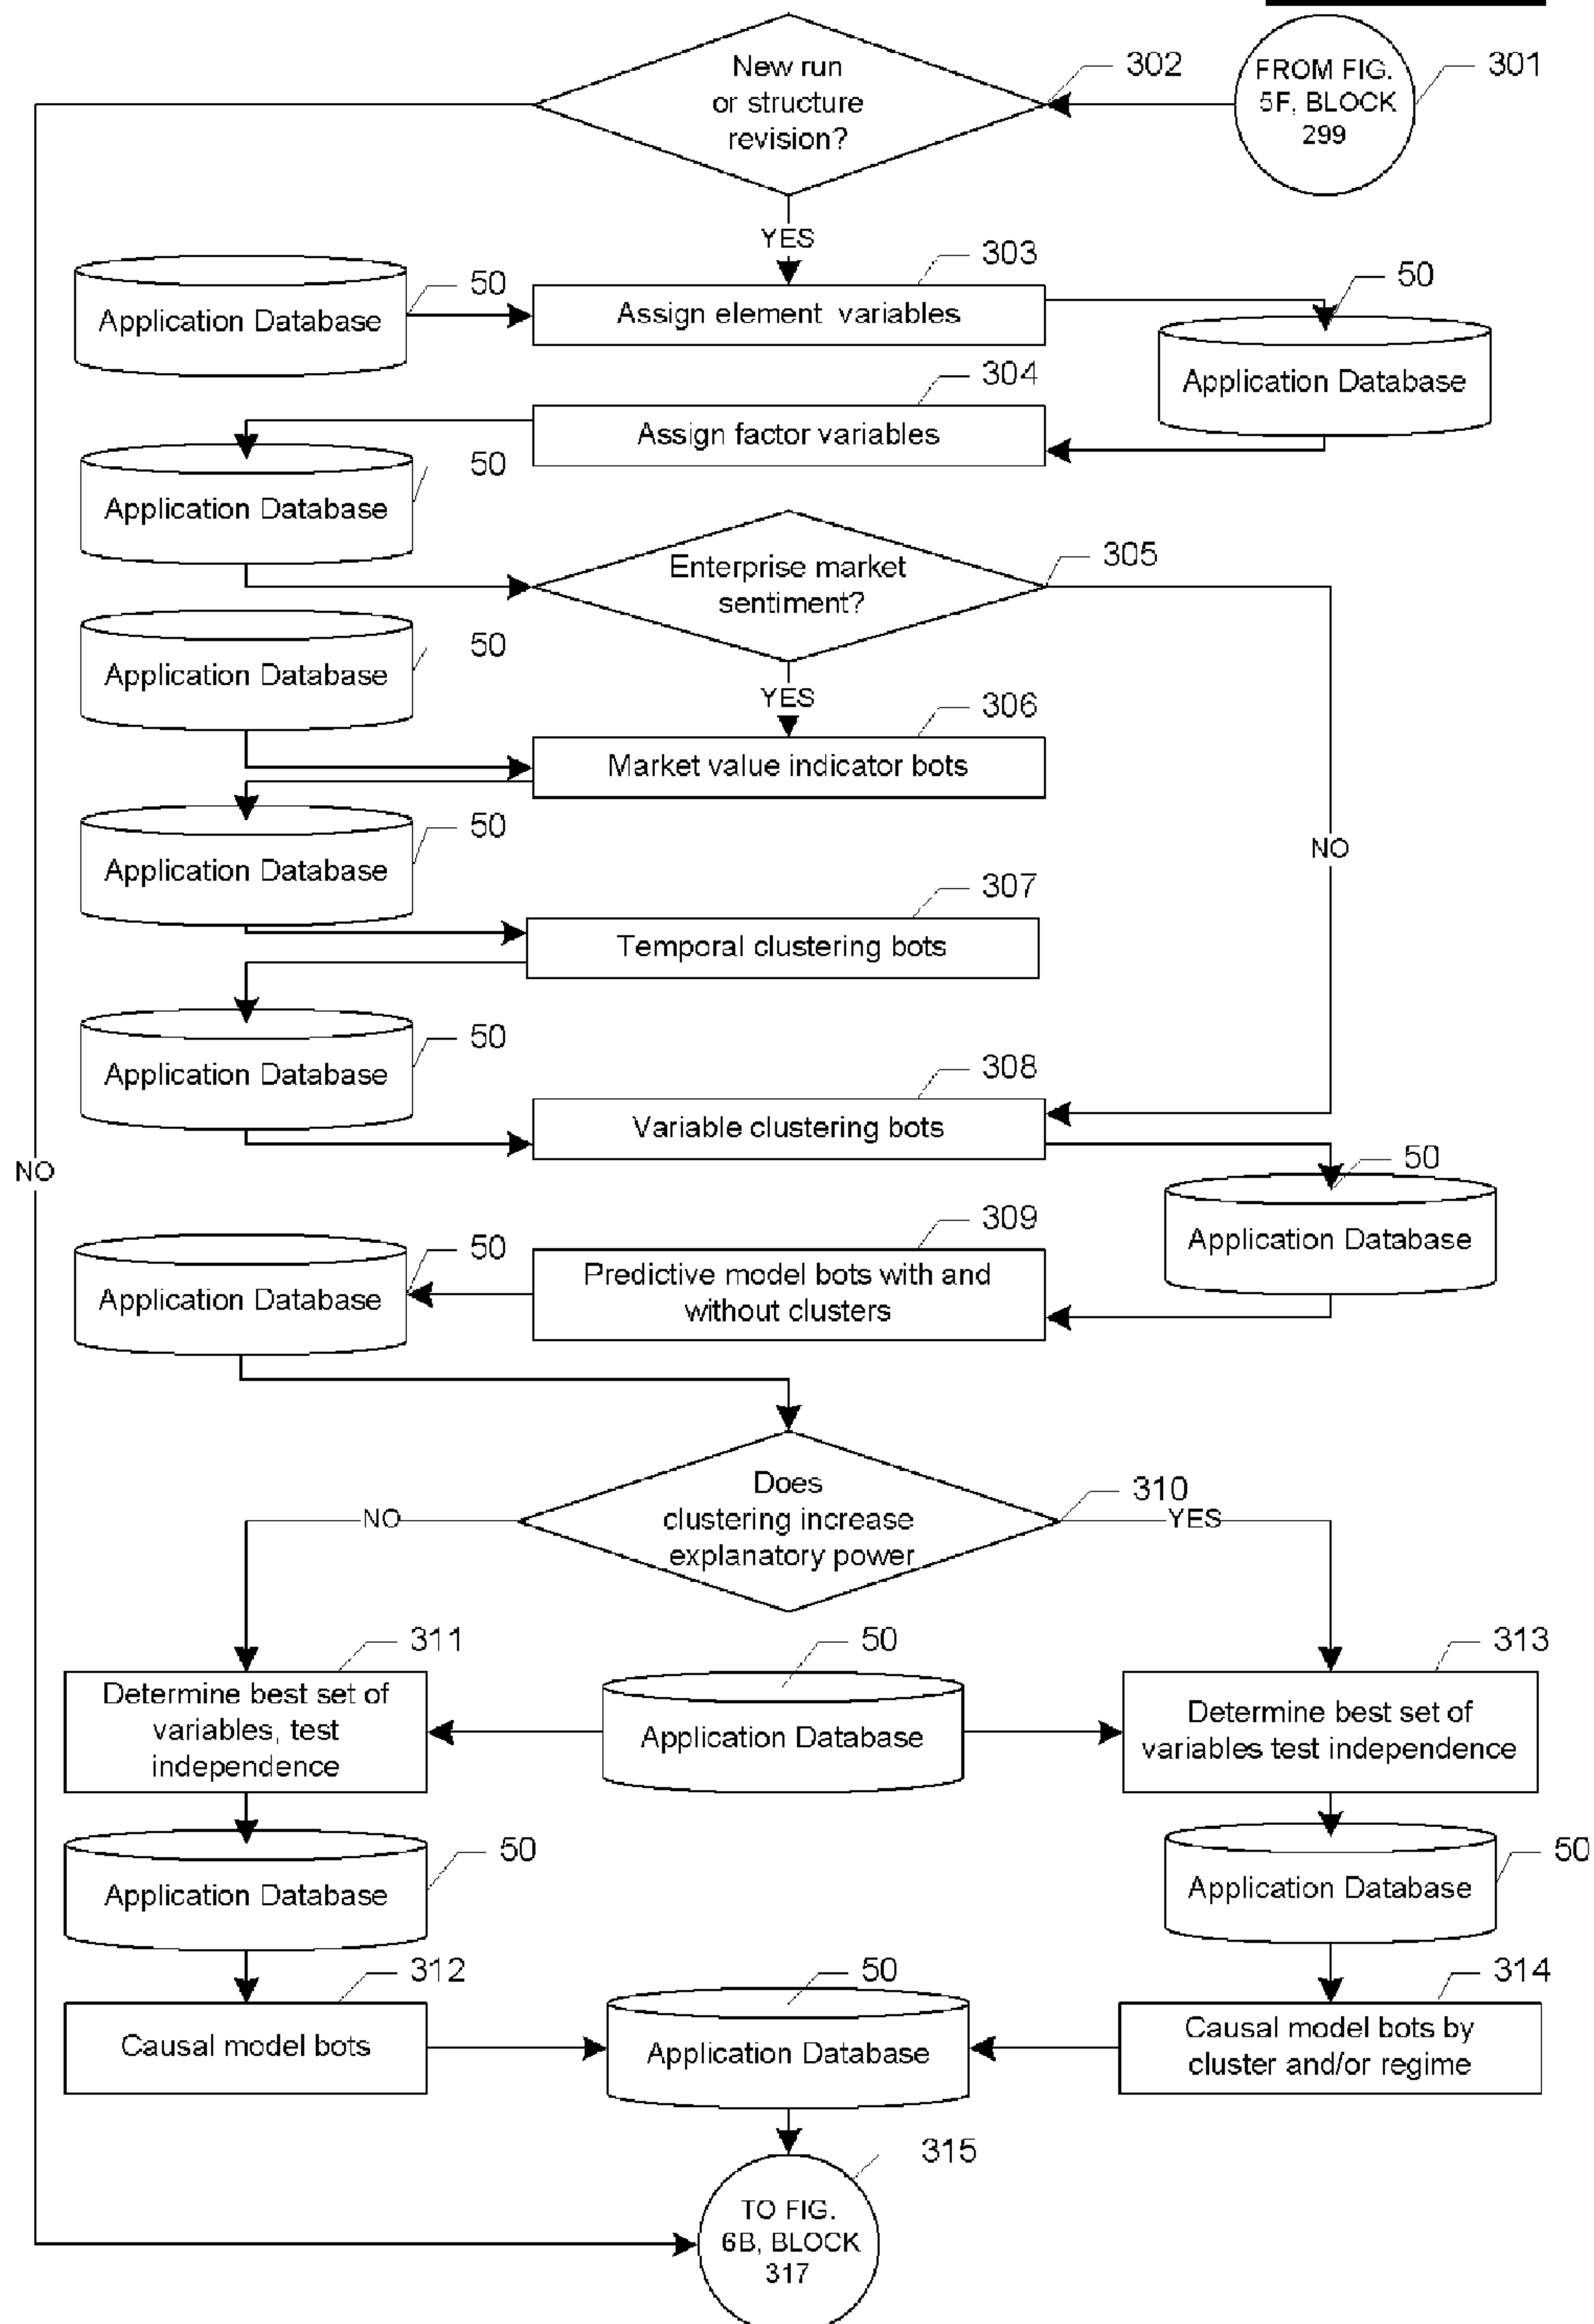 New run
or structure
revision?
302
FROM FIG.
5F, BLOCK
299
301
YES
303
50
Application Database
Assign element variables
50
Application Database
304
Assign factor variables
50
Application Database
Enterprise market
sentiment?
305
50
Application Database
YES
306
Market value indicator bots
50
Application Database
NO
307
Temporal clustering bots
50
Application Database
308
Variable clustering bots
NO
50
Application Database
309
50
Application Database
Predictive model bots with and
without clusters
Does
clustering increase
explanatory power
310
NO
YES
311
50
313
Determine best set of
variables, test
independence
Application Database
Determine best set of
variables test independence
50
Application Database
50
Application Database
312
50
314
Causal model bots
Application Database
Causal model bots by
cluster and/or regime
315
TO FIG.
6B, BLOCK
317